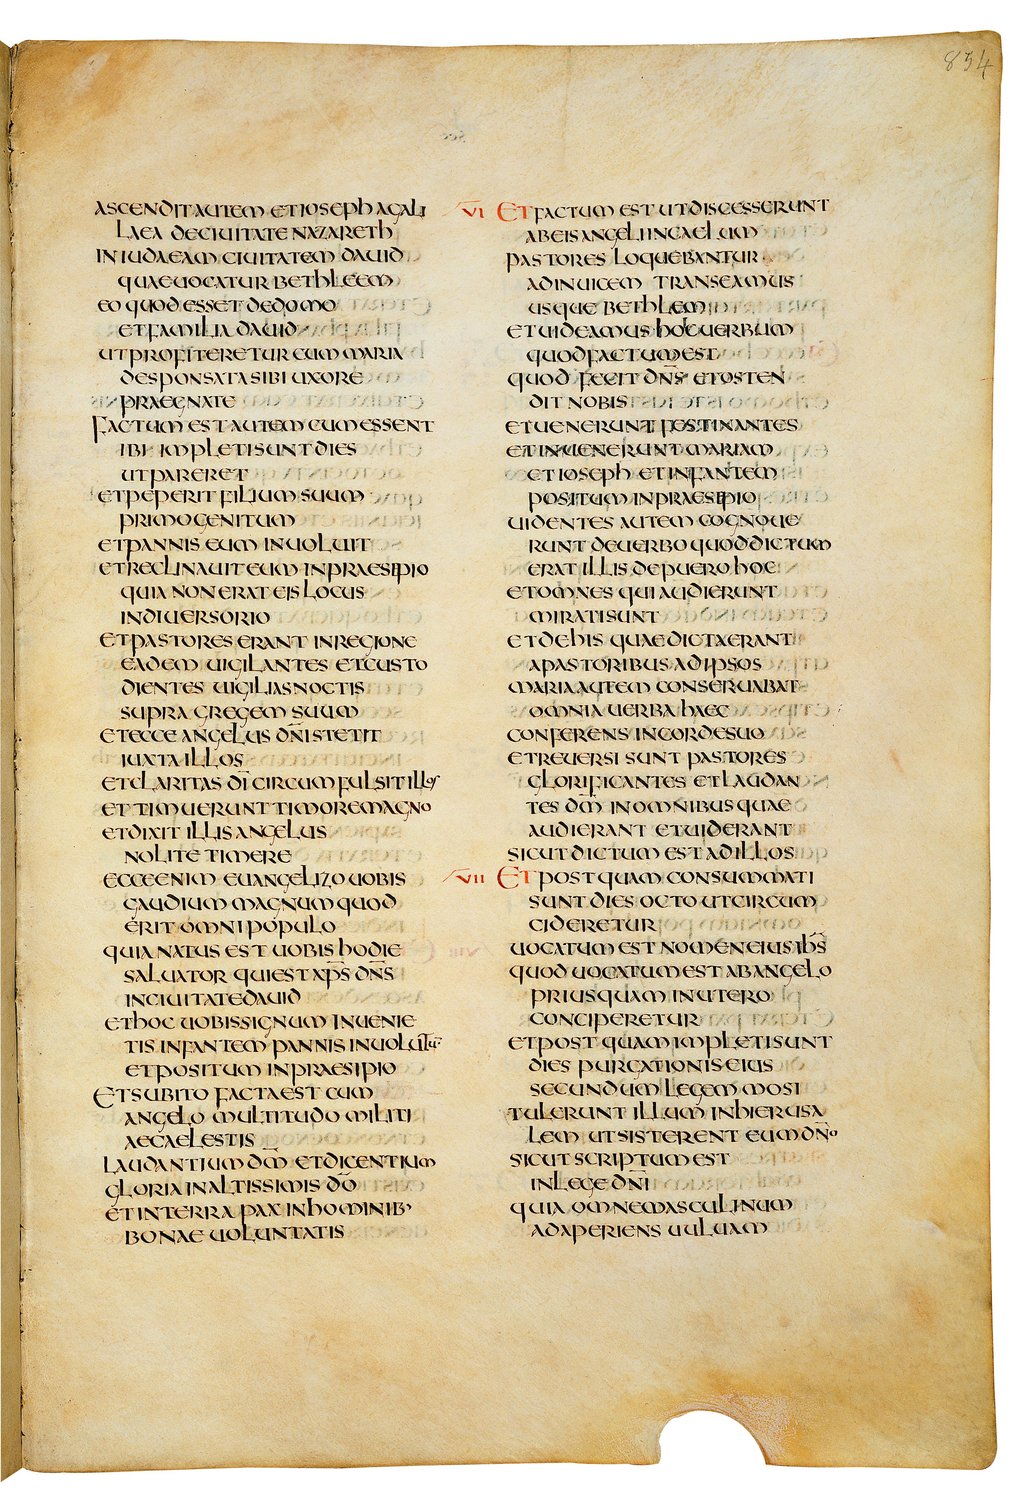 834
ASCENDIT AUTEM ET IOSEPH A GALI
LAEA DE CIUITATE NAZARETH
IN IUDAEAM CIUITATEM DAUID
QUAE UOCATUR BETHLEEM
EO QUOD ESSET DE DOMO
ET FAMILIA DAUID
UT PROFITERETUR CUM MARIA
DESPONSATA SIBI UXORE
PRAEGNATE
FACTUM EST AUTEM CUM ESSENT
IBI IMPLETI SUNT DIES
UT PARERET
ET PEPERIT FILIUM SUUM
PRIMOGENITUM
ET PANNIS EUM INUOLUIT
ET RECLINAUIT EUM IN PRAESIPIO
QUIA NON ERAT EIS LOCUS
IN DIUERSORIO
ET PASTORES ERANT IN REGIONE
EADEM UIGILANTES ET CUSTO
DIENTES UIGILIAS NOCTIS
SUPRA GREGEM SUUM
ET ECCE ANGELUS DN̄I STETIT
IUXTA ILLOS
ET CLARITAS DĪ CIRCUMFULSIT ILLOS
ET TIMUERUNT TIMORE MAGNO
ET DIXIT ILLIS ANGELUS
NOLITE TIMERE
ECCE ENIM EUANGELIZO UOBIS
GAUDIUM MAGNUM QUOD
ERIT OMNI POPULO
QUIA NATUS EST UOBIS HODIE
SALUATOR QUI EST XP̄S DN̄S
IN CIUITATE DAUID
ET HOC UOBIS SIGNUM INUENIE
TIS INFANTEM PANNIS INUOLUTŪ
ET POSITUM IN PRAESIPIO
ET SUBITO FACTA EST CUM
ANGELO MULTITUDO MILITI
AE CAELESTIS
LAUDANTIUM DM̄ ET DICENTIUM
GLORIA IN ALTISSIMIS DŌ
ET IN TERRA PAX IN HOMINIB'
BONAE UOLUNTATIS
VI ET FACTUM EST UT DISCESSERUNT
AB EIS ANGELI IN CAELUM
PASTORES LOQUEBANTUR
AD INUICEM TRANSEAMUS
USQUE BETHLEM
ET UIDEAMUS HOC UERBUM
QUOD FACTUM EST
QUOD FECIT DN̄S ET OSTEN
DIT NOBIS
ET UENERUNT FESTINANTES
ET INUENERUNT MARIAM
ET IOSEPH ET INFANTEM
POSITUM IN PRAESIPIO
UIDENTES AUTEM COGNOUE
RUNT DE UERBO QUOD DICTUM
ERAT ILLIS DE PUERO HOC
ET OMNES QUI AUDIERUNT
MIRATI SUNT
ET DE HIS QUAE DICTA ERANT
A PASTORIBUS AD IPSOS
MARIA AUTEM CONSERUABAT
OMNIA UERBA HAEC
CONFERENS IN CORDE SUO
ET REUERSI SUNT PASTORES
GLORIFICANTES ET LAUDAN
TES DM̄ IN OMNIBUS QUAE
AUDIERANT ET UIDERANT
SICUT DICTUM EST AD ILLOS
VII ET POSTQUAM CONSUMMATI
SUNT DIES OCTO UT CIRCUM
CIDERETUR
UOCATUM EST NOMEN EIUS IH̄S
QUOD UOCATUM EST AB ANGELO
PRIUSQUAM IN UTERO
CONCIPERETUR
ET POSTQUAM IMPLETI SUNT
DIES PURGATIONIS EIUS
SECUNDUM LEGEM MOSI
TULERUNT ILLUM IN HIERUSA
LEM UT SISTERENT EUM DN̄O
SICUT SCRIPTUM EST
IN LEGE DN̄I
QUIA OMNE MASCULINUM
ADAPERIENS UULUAM